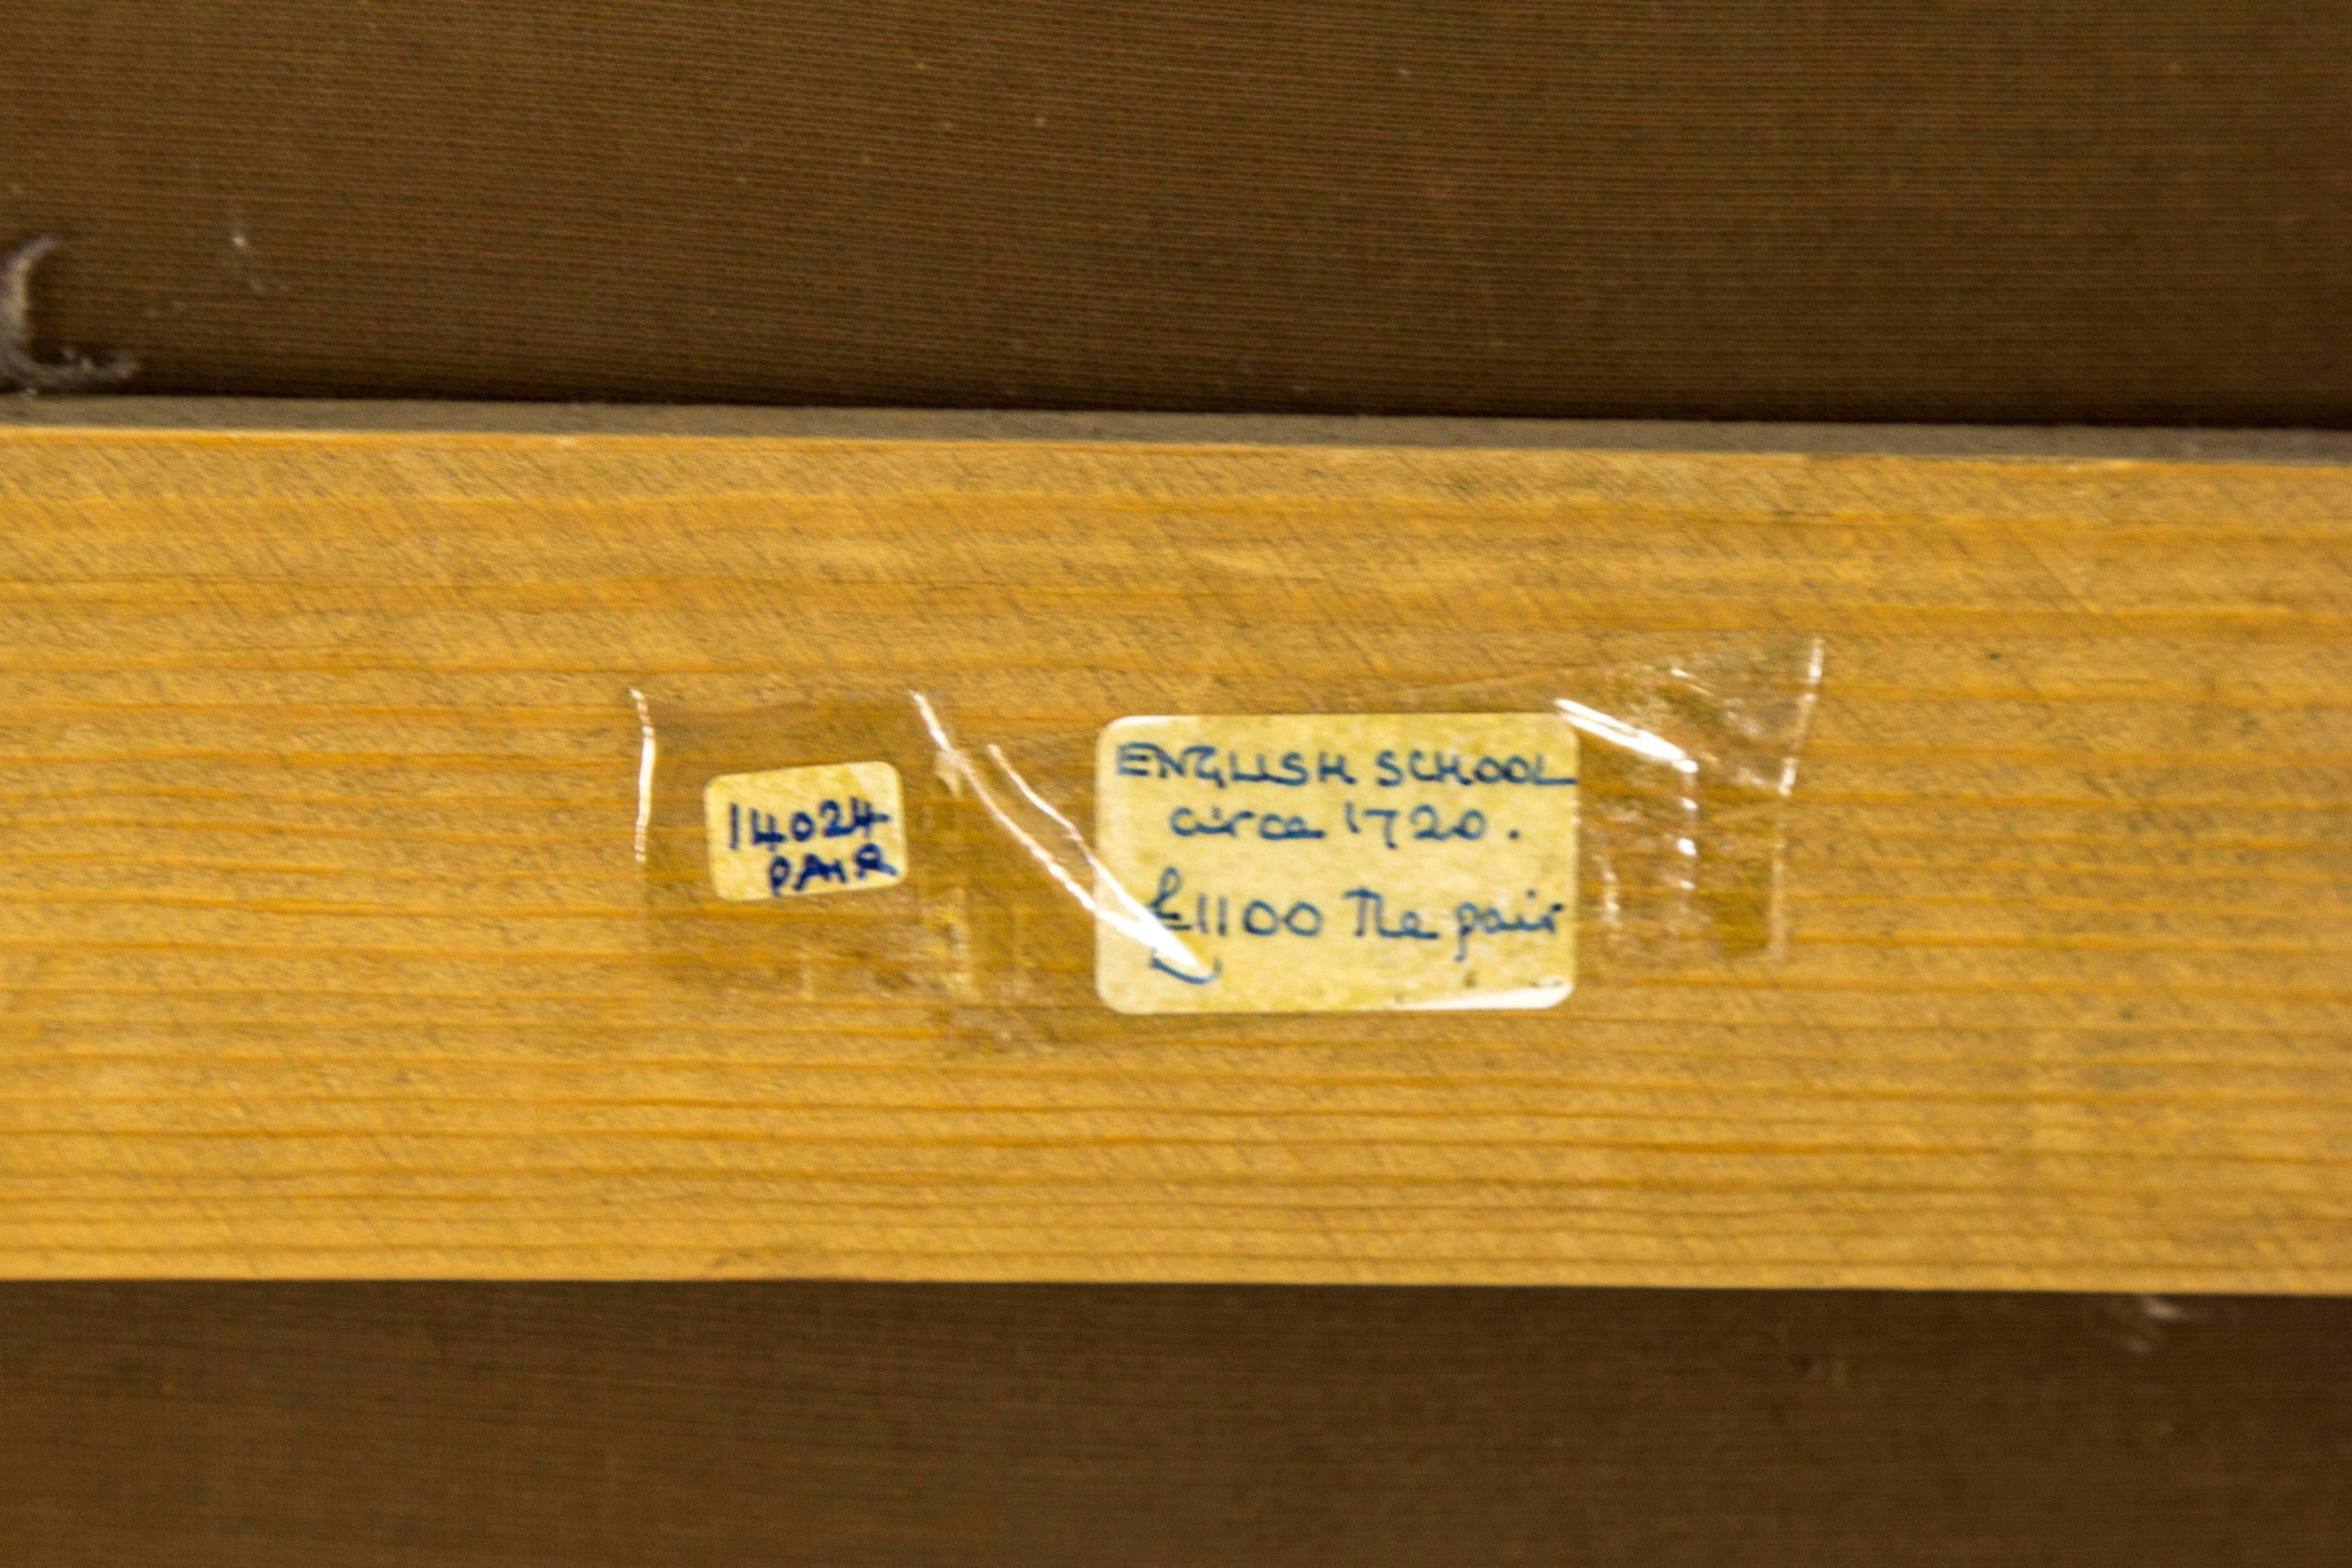 14024
PAIR
ENGLISH SCHOOL
circa 1720.
£1100 The pair